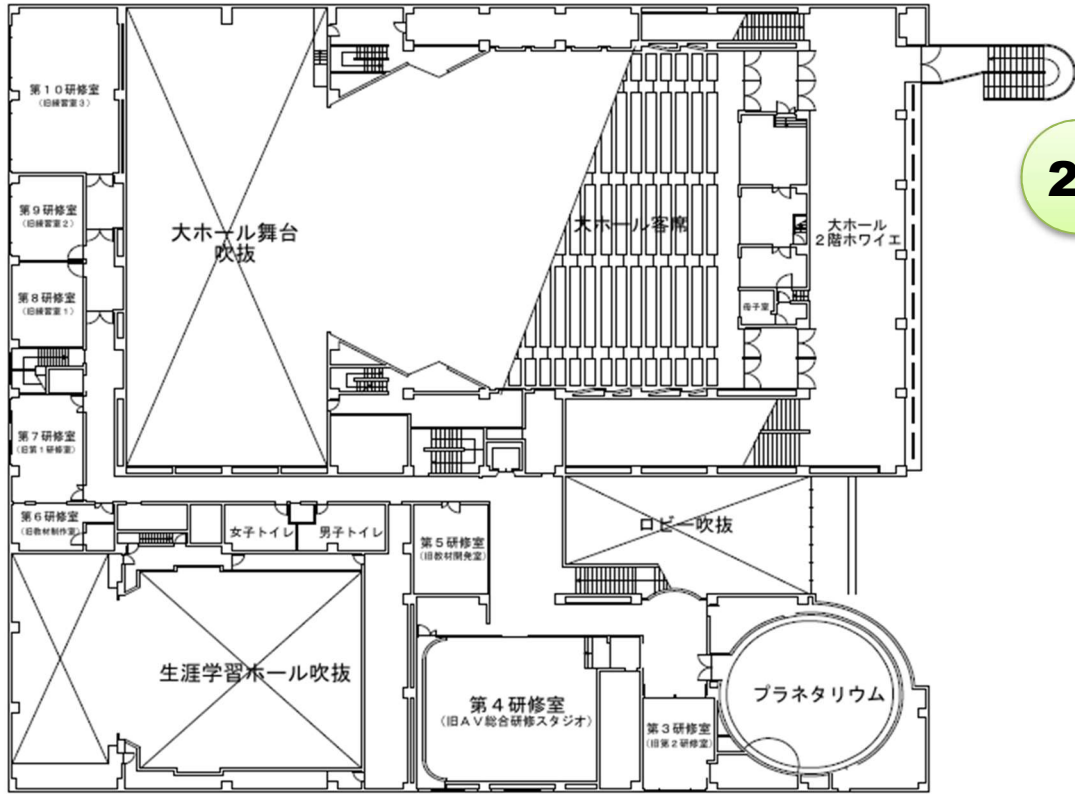 第10研修室
(旧練習室3)
2
第9研修室
(旧練習室2)
大ホール舞台
吹抜
大ホール客席
大ホール
2階ホワイエ
第8研修室
(旧練習室1)
母子室
第7研修室
(旧第1研修室)
第6研修室
(旧教材制作室)
女子トイレ
男子トイレ
第5研修室
(旧教材開発室)
ロビー吹抜
生涯学習ホール吹抜
第4研修室
(旧AV総合研修スタジオ)
第3研修室
(旧第2研修室)
プラネタリウム